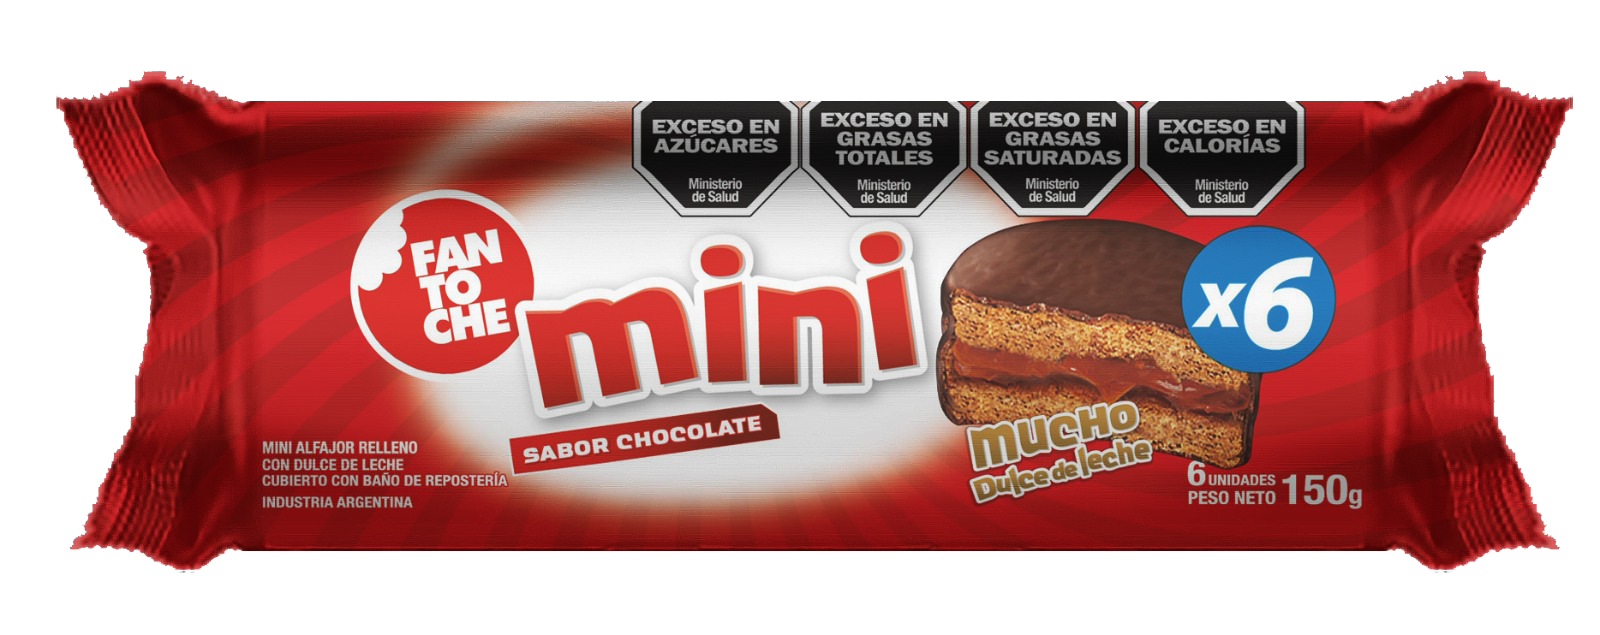 EXCESO EN
AZÚCARES
Ministerio
de Salud
EXCESO EN
GRASAS
TOTALES
Ministerio
de Salud
EXCESO EN
GRASAS
SATURADAS
Ministerio
de Salud
EXCESO EN
CALORÍAS
Ministerio
de Salud
FAN
TO
CHE
mini
SABOR CHOCOLATE
x6
MUCHO
Dulce de leche
MINI ALFAJOR RELLENO
CON DULCE DE LECHE
CUBIERTO CON BAÑO DE REPOSTERÍA
INDUSTRIA ARGENTINA
6 UNIDADES
PESO NETO 150g